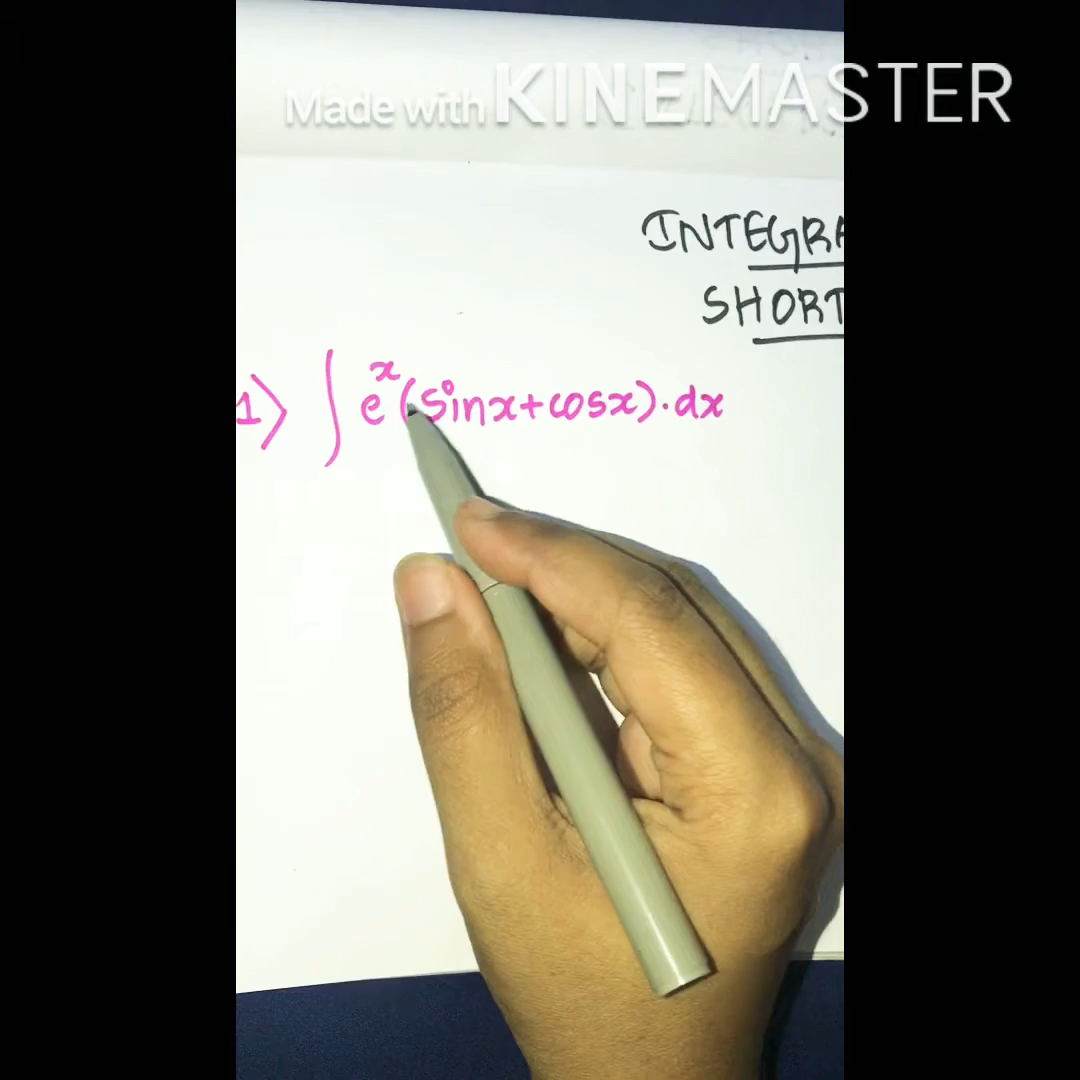 Made with KINEMASTER
INTEGRA
SHORT
1> ∫ e^x (sinx+cosx).dx